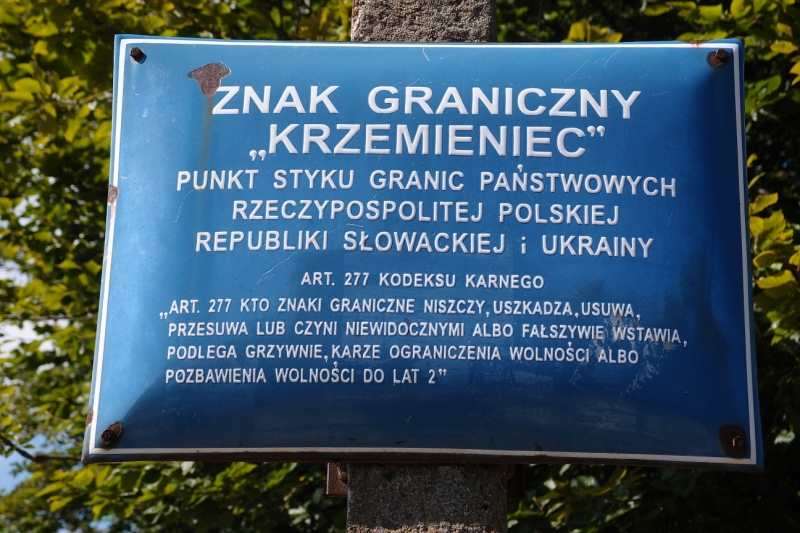 ZNAK GRANICZNY
„KRZEMIENIEC"
PUNKT STYKU GRANIC PAŃSTWOWYCH
RZECZYPOSPOLITEJ POLSKIEJ
REPUBLIKI SŁOWACKIEJ i UKRAINY
ART. 277 KODEKSU KARNEGO
„ART. 277 KTO ZNAKI GRANICZNE NISZCZY, USZKADZA, USUWA,
PRZESUWA LUB CZYNI NIEWIDOCZNYMI ALBO FAŁSZYWIE WSTAWIA,
PODLEGA GRZYWNIE, KARZE OGRANICZENIA WOLNOŚCI ALBO
POZBAWIENIA WOLNOŚCI DO LAT 2"